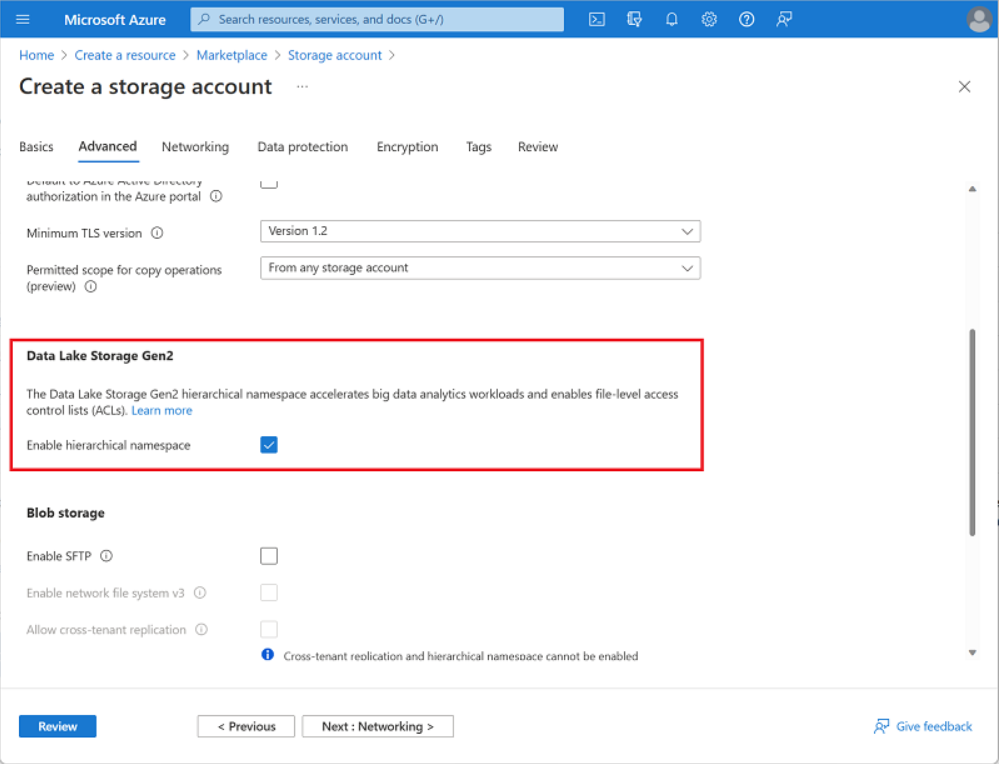 Microsoft Azure
Search resources, services, and docs (G+/)
Home > Create a resource > Marketplace > Storage account >
Create a storage account ...
Basics Advanced Networking Data protection Encryption Tags Review
Default to Azure Active Directory
authorization in the Azure portal
Minimum TLS version
Version 1.2
Permitted scope for copy operations
(preview)
From any storage account
Data Lake Storage Gen2
The Data Lake Storage Gen2 hierarchical namespace accelerates big data analytics workloads and enables file-level access
control lists (ACLs). Learn more
Enable hierarchical namespace
Blob storage
Enable SFTP
Enable network file system v3
Allow cross-tenant replication
Cross-tenant replication and hierarchical namespace cannot be enabled
Review
< Previous
Next : Networking >
Give feedback